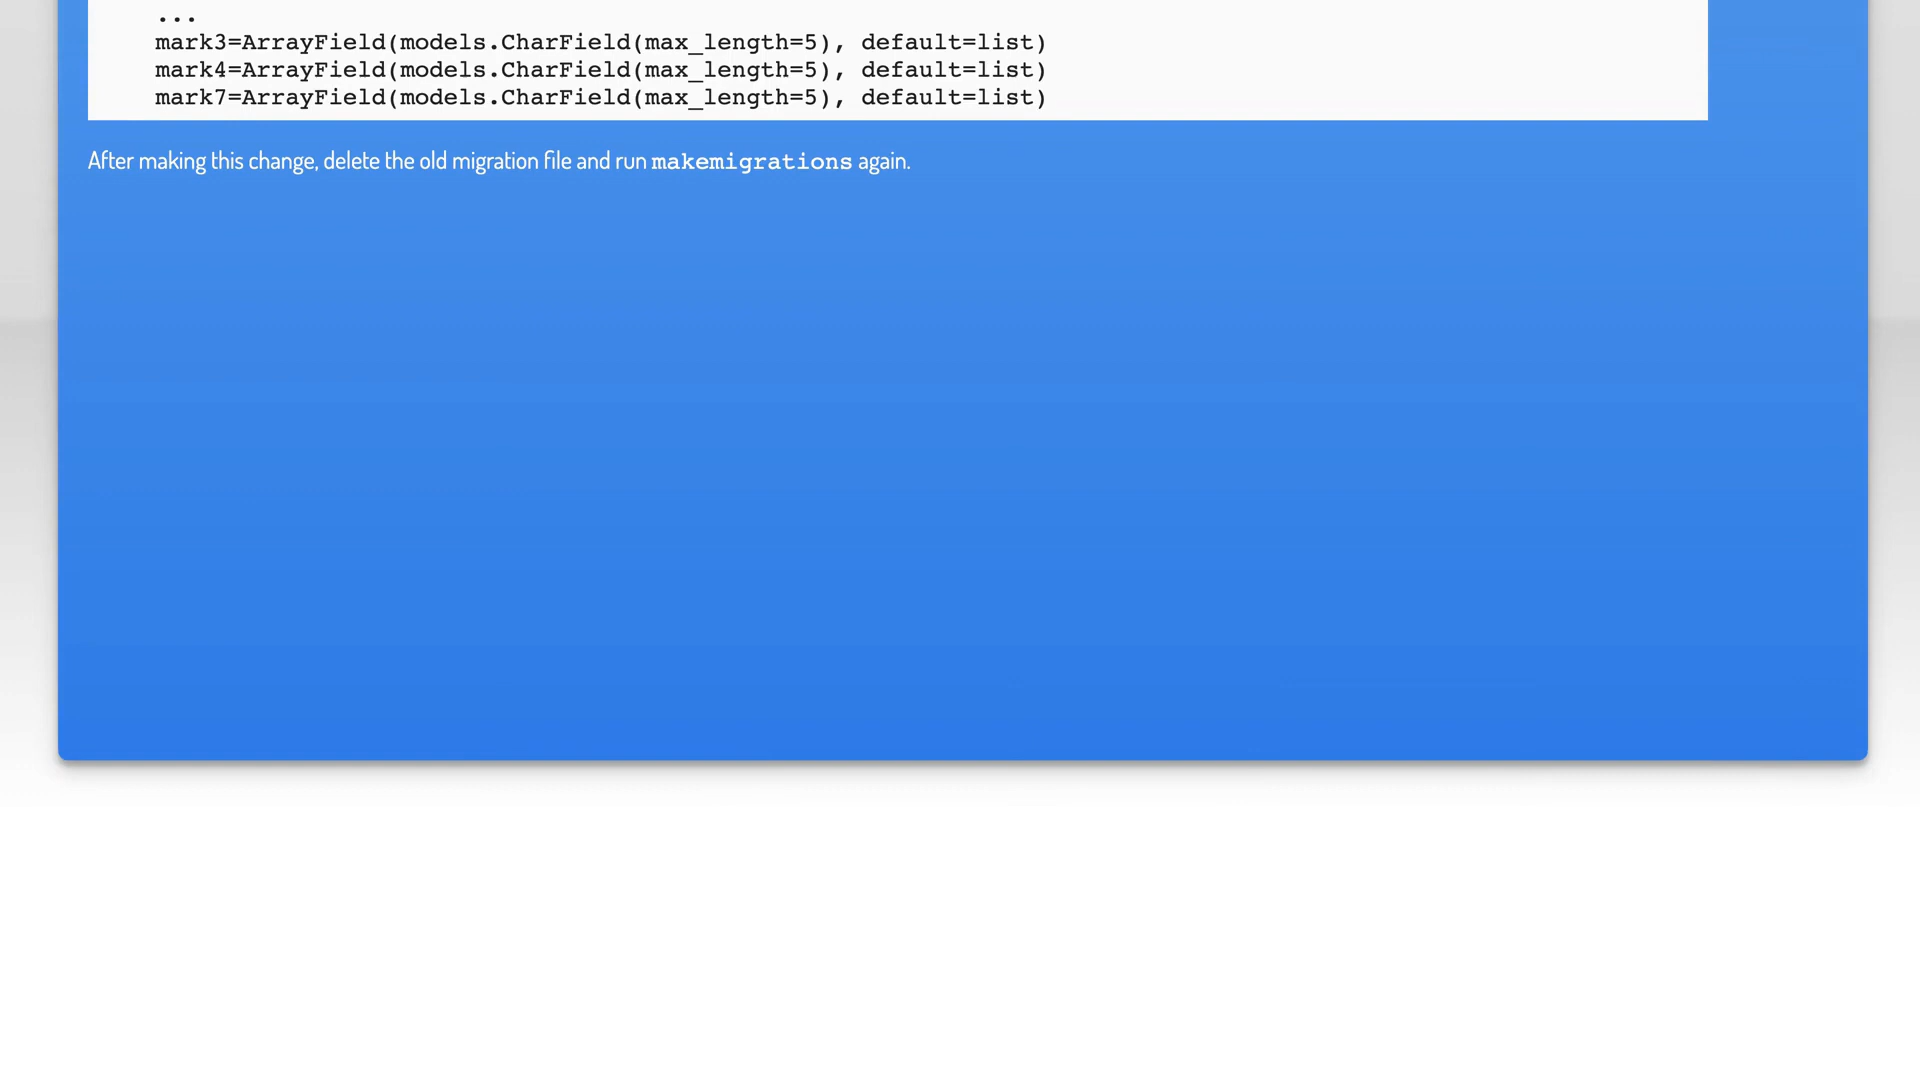 ...
mark3=ArrayField(models.CharField(max_length=5), default=list)
mark4=ArrayField(models.CharField(max_length=5), default=list)
mark7=ArrayField(models.CharField(max_length=5), default=list)
After making this change, delete the old migration file and run makemigrations again.